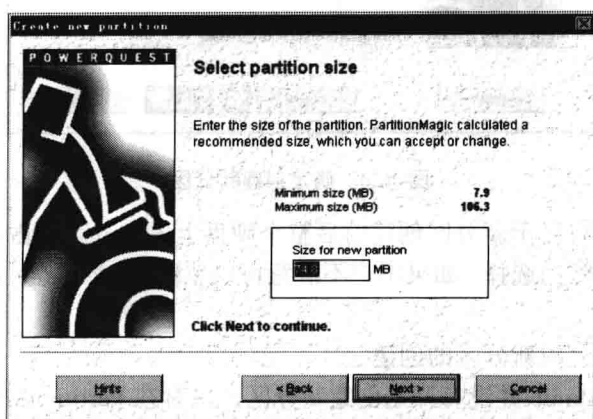 Create new partition
POWERQUEST
Select partition size
Enter the size of the partition. PartitionMagic calculated a
recommended size, which you can accept or change.
Minimum size (MB) 7.9
Maximum size (MB) 106.3
Size for new partition
MB
Click Next to continue.
Hints
< Back
Next >
Cancel